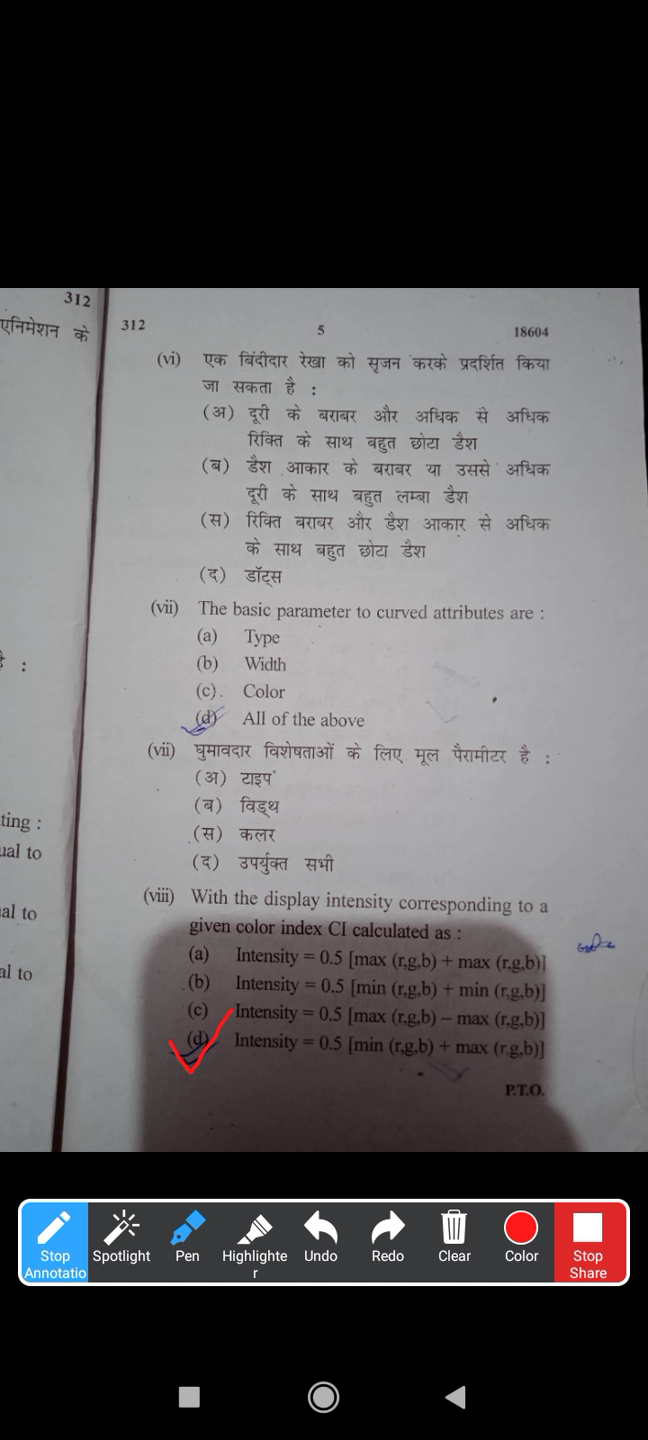 312
एनिमेशन के
ting :
ual to
al to
al to
312 5 18604
(vi) एक बिंदीदार रेखा को सृजन करके प्रदर्शित किया
जा सकता है :
(अ) दूरी के बराबर और अधिक से अधिक
रिक्ति के साथ बहुत छोटा डैश
(ब) डैश आकार के बराबर या उससे अधिक
दूरी के साथ बहुत लम्बा डैश
(स) रिक्ति बराबर और डैश आकार से अधिक
के साथ बहुत छोटा डैश
(द) डॉट्स
(vii) The basic parameter to curved attributes are :
(a) Type
(b) Width
(c). Color
(d) All of the above
(vii) घुमावदार विशेषताओं के लिए मूल पैरामीटर है :
(अ) टाइप
(ब) विड्थ
(स) कलर
(द) उपर्युक्त सभी
(viii) With the display intensity corresponding to a
given color index CI calculated as :
(a) Intensity = 0.5 [max (r,g,b) + max (r,g,b)]
(b) Intensity = 0.5 [min (r,g,b) + min (r,g,b)]
(c) Intensity = 0.5 [max (r,g,b) – max (r,g,b)]
(d) Intensity = 0.5 [min (r,g,b) + max (r.g,b)]
P.T.O.
Stop Annotatio
Spotlight
Pen
Highlighter
Undo
Redo
Clear
Color
Stop Share